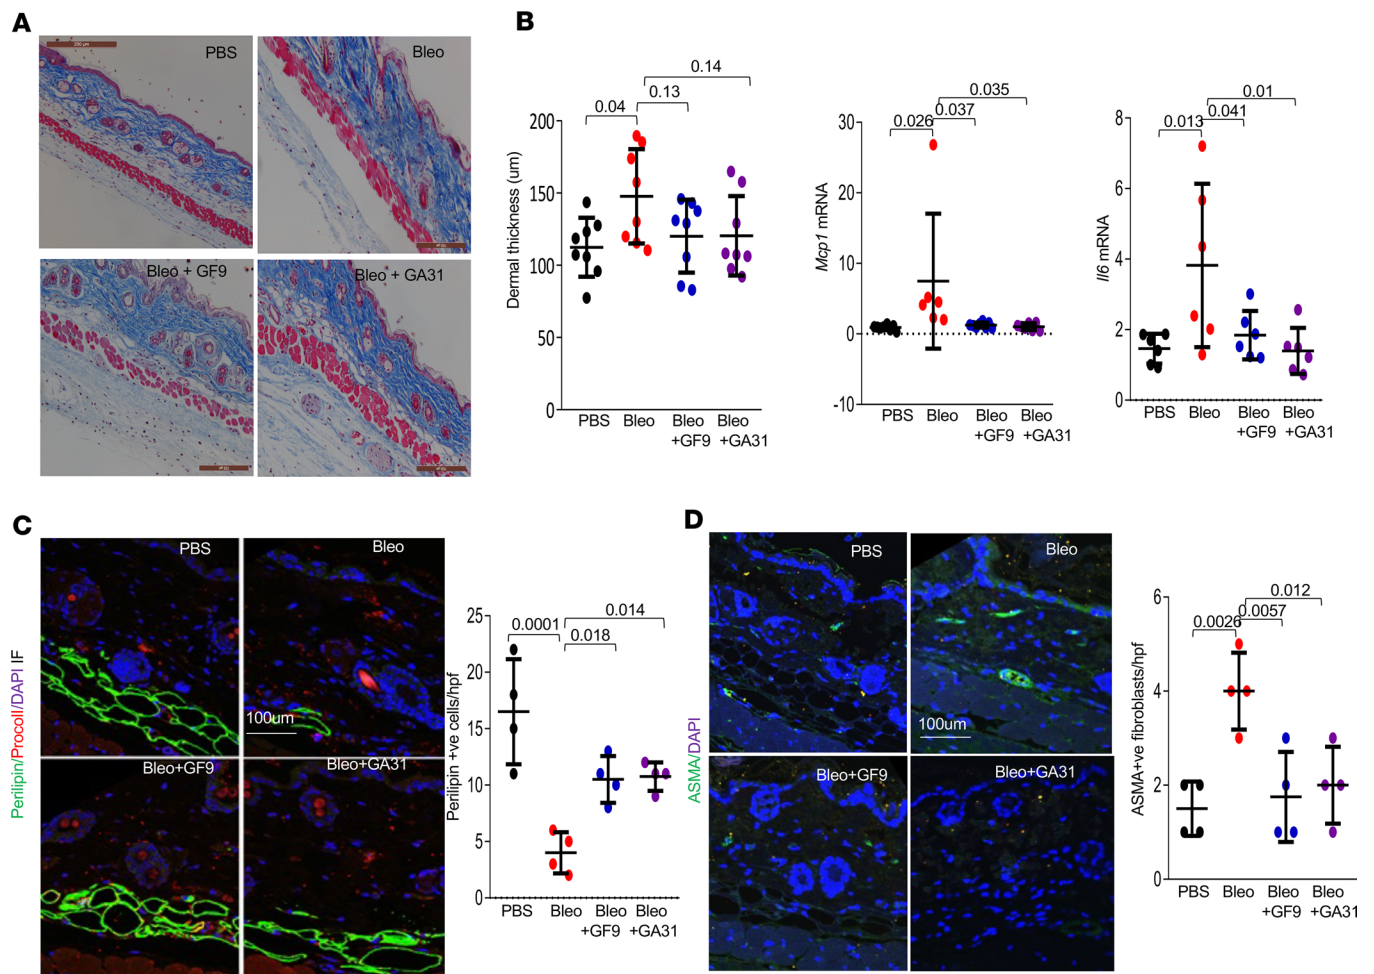 A
200 µm
PBS
Bleo
Bleo + GF9
Bleo + GA31
B
Dermal thickness (um)
200
150
100
50
0
0.04
0.13
0.14
PBS
Bleo
Bleo
+GF9
Bleo
+GA31
Mcp1 mRNA
30
20
10
0
-10
0.026
0.037
0.035
PBS
Bleo
Bleo
+GF9
Bleo
+GA31
Il6 mRNA
8
6
4
2
0
0.013
0.041
0.01
PBS
Bleo
Bleo
+GF9
Bleo
+GA31
C
Perilipin/Procoll/DAPI IF
PBS
Bleo
100um
Bleo+GF9
Bleo+GA31
Perilipin +ve cells/hpf
25
20
15
10
5
0
0.0001
0.018
0.014
PBS
Bleo
Bleo
+GF9
Bleo
+GA31
D
ASMA/DAPI
PBS
Bleo
100um
Bleo+GF9
Bleo+GA31
ASMA+ve fibroblasts/hpf
6
4
2
0
0.0026
0.0057
0.012
PBS
Bleo
Bleo
+GF9
Bleo
+GA31